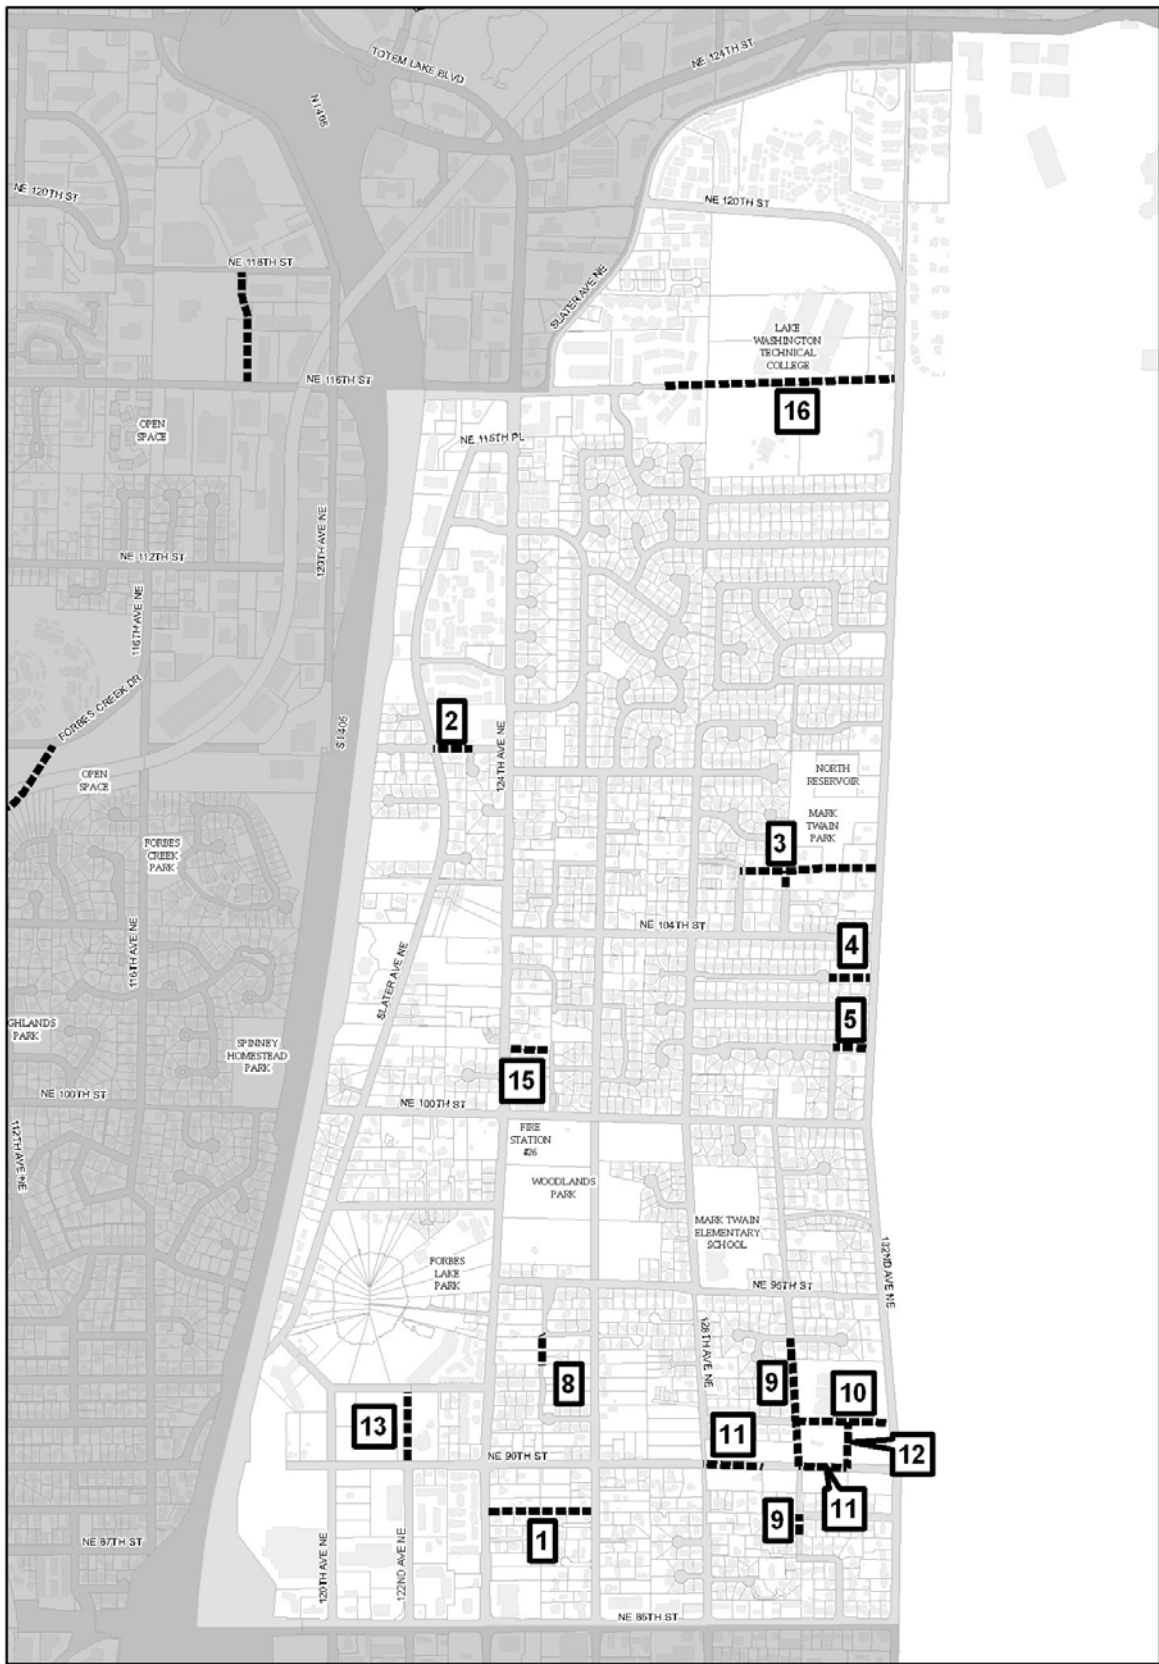 TOTEM LAKE BLVD
NE 124TH ST
N I 405
NE 120TH ST
NE 120TH ST
NE 118TH ST
SLATER AVE NE
LAKE
WASHINGTON
TECHNICAL
COLLEGE
NE 116TH ST
16
OPEN
SPACE
NE 115TH PL
120TH AVE NE
NE 112TH ST
116TH AVE NE
FORBES CREEK DR
2
S I 405
124TH AVE NE
NORTH
RESERVOIR
OPEN
SPACE
MARK
TWAIN
PARK
3
FORBES
CREEK
PARK
NE 104TH ST
4
116TH AVE NE
SLATER AVE NE
5
GHLANDS
PARK
SPINNEY
HOMESTEAD
PARK
15
NE 100TH ST
NE 100TH ST
112TH AVE NE
FIRE
STATION
#26
WOODLANDS
PARK
MARK TWAIN
ELEMENTARY
SCHOOL
132ND AVE NE
FORBES
LAKE
PARK
NE 95TH ST
128TH AVE NE
8
9
10
13
11
12
NE 90TH ST
11
9
1
NE 87TH ST
120TH AVE NE
122ND AVE NE
NE 85TH ST